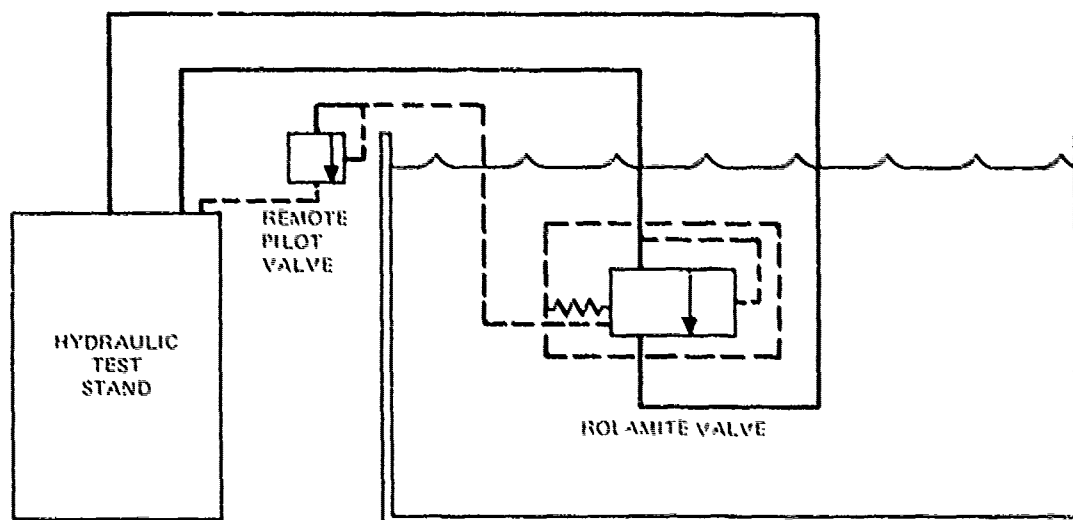 REMOTE
PILOT
VALVE
HYDRAULIC
TEST
STAND
ROLAMITE VALVE